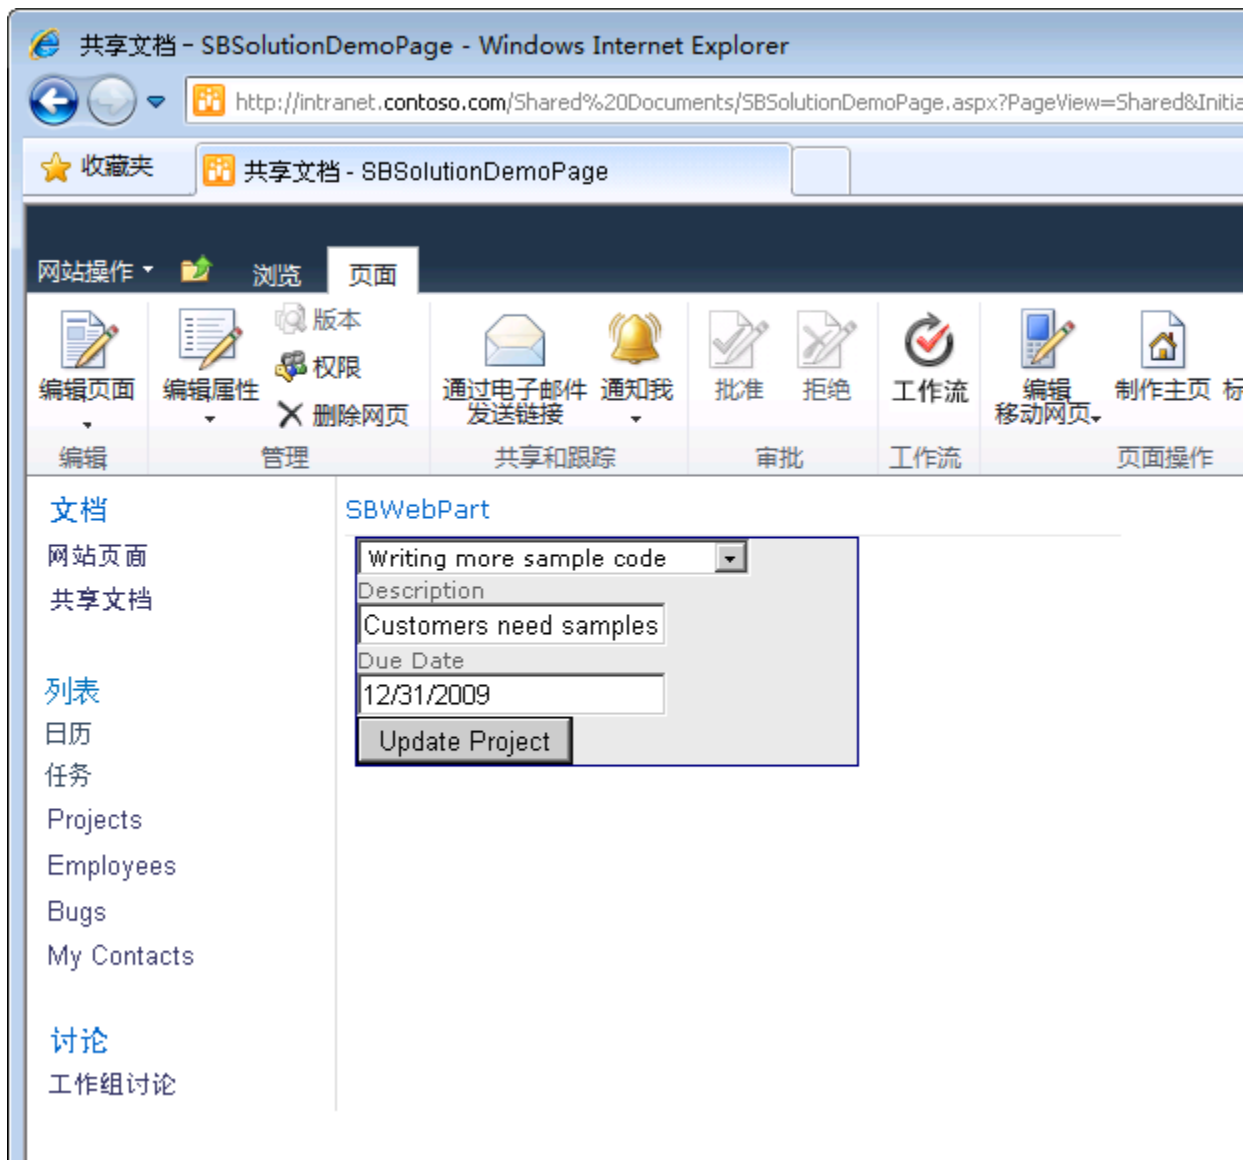 共享文档 - SBSolutionDemoPage - Windows Internet Explorer
http://intranet.contoso.com/Shared%20Documents/SBSolutionDemoPage.aspx?PageView=Shared&Initia
收藏夹
共享文档 - SBSolutionDemoPage
网站操作 浏览 页面
版本
权限
编辑页面 编辑属性 删除网页
通过电子邮件
发送链接
通知我 批准 拒绝 工作流
编辑
移动网页
制作主页 标
编辑 管理 共享和跟踪 审批 工作流 页面操作
文档
网站页面
共享文档
列表
日历
任务
Projects
Employees
Bugs
My Contacts
讨论
工作组讨论
SBWebPart
Writing more sample code
Description
Customers need samples
Due Date
12/31/2009
Update Project